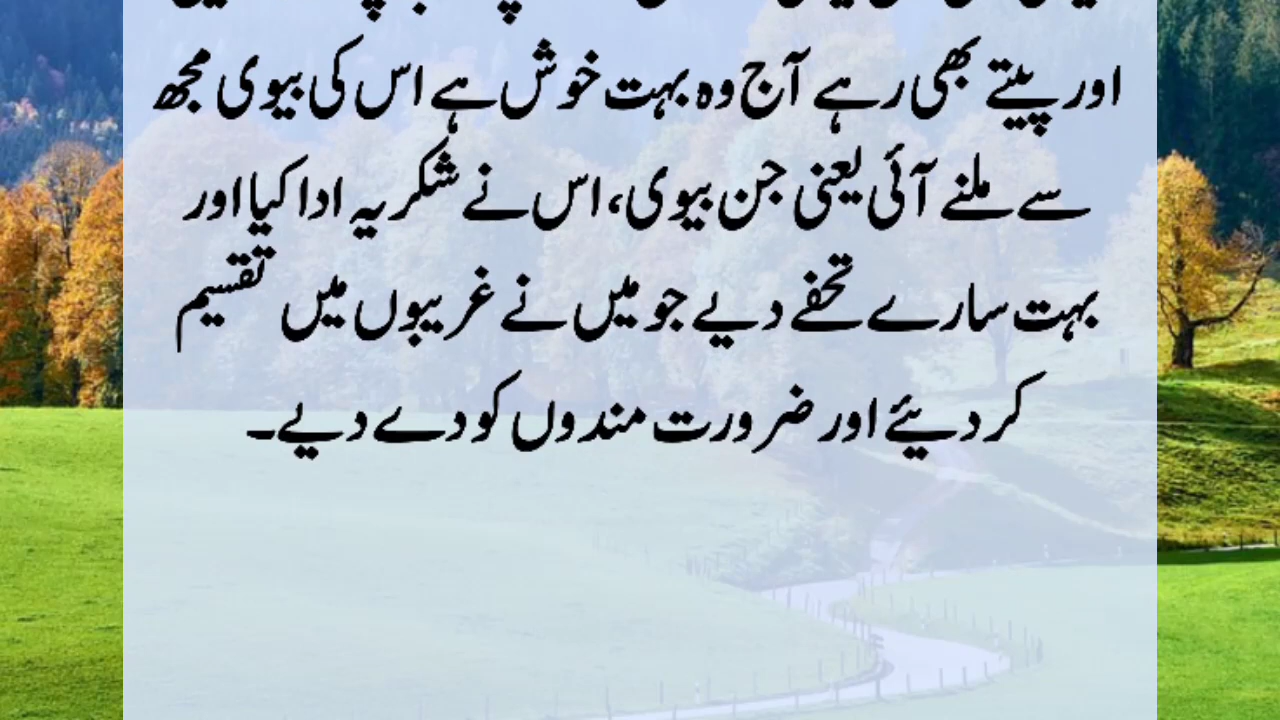 اور پیتے بھی رہے آج وہ بہت خوش ہے اس کی بیوی مجھ
سے ملنے آئی یعنی جن بیوی، اس نے شکریہ ادا کیا اور
بہت سارے تحفے دیے جو میں نے غریبوں میں تقسیم
کر دیئے اور ضرورت مندوں کو دے دیے۔